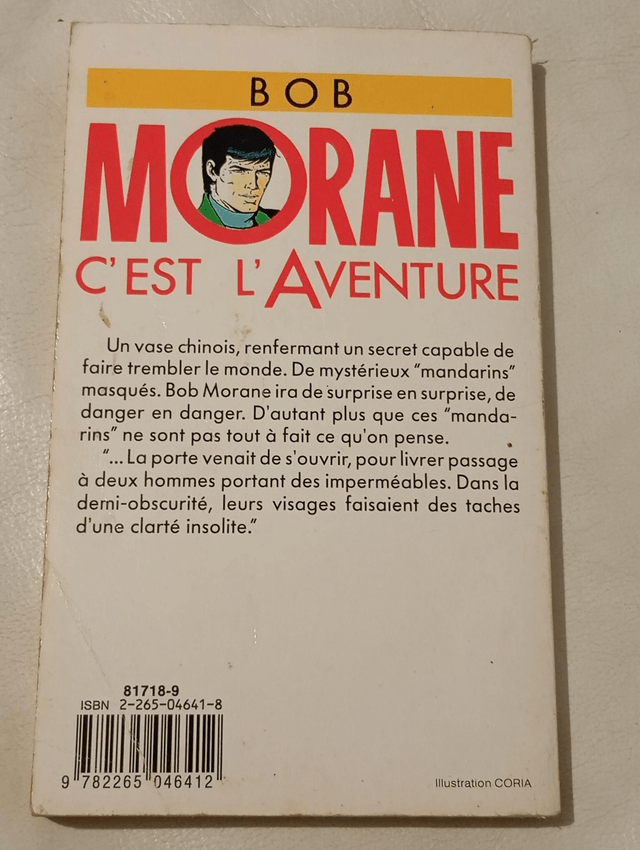 BOB
MORANE
C'EST L'AVENTURE
Un vase chinois, renfermant un secret capable de
faire trembler le monde. De mystérieux "mandarins"
masqués. Bob Morane ira de surprise en surprise, de
danger en danger. D'autant plus que ces "manda-
rins" ne sont pas tout à fait ce qu'on pense.
"... La porte venait de s'ouvrir, pour livrer passage
à deux hommes portant des imperméables. Dans la
demi-obscurité, leurs visages faisaient des taches
d'une clarté insolite."
81718-9
ISBN 2-265-04641-8
9 782265 046412
Illustration CORIA